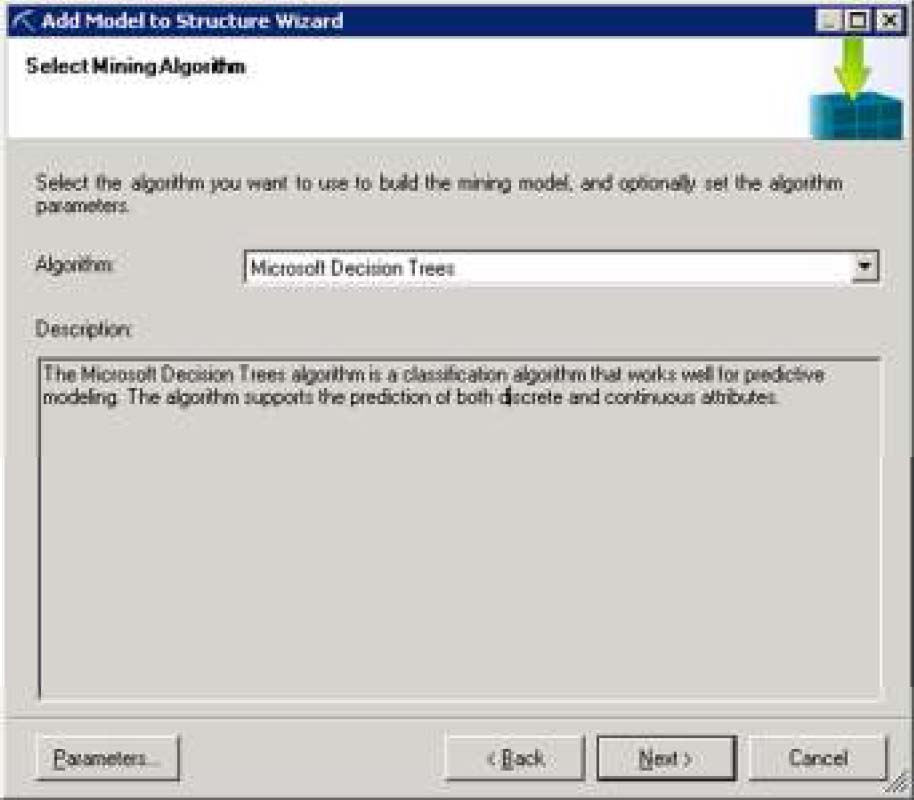 Add Model to Structure Wizard
Select Mining Algorithm
Select the algorithm you want to use to build the mining model, and optionally set the algorithm
parameters.
Algorithm:
Microsoft Decision Trees
Description:
The Microsoft Decision Trees algorithm is a classification algorithm that works well for predictive
modeling. The algorithm supports the prediction of both discrete and continuous attributes.
Parameters...
< Back
Next >
Cancel